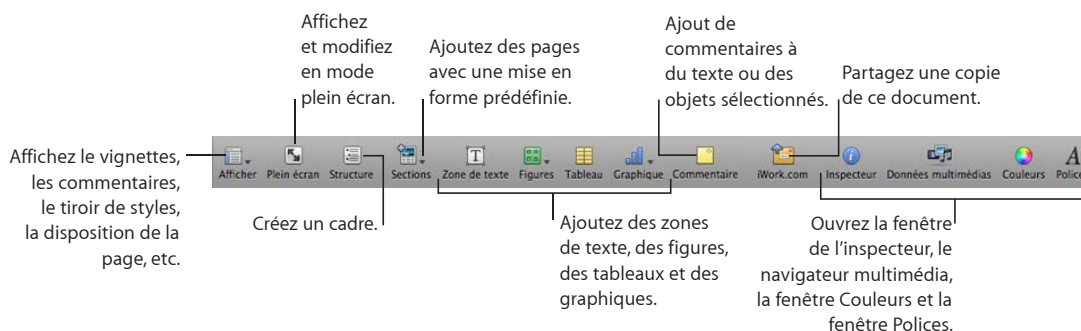 Affichez
et modifiez
en mode
plein écran.
Ajoutez des pages
avec une mise en
forme prédéfinie.
Ajout de
commentaires à
du texte ou des
objets sélectionnés.
Partagez une copie
de ce document.
Affichez le vignettes,
les commentaires,
le tiroir de styles,
la disposition de la
page, etc.
Afficher Plein écran Structure Sections Zone de texte Figures Tableau Graphique Commentaire iWork.com Inspecteur Données multimédias Couleurs
Créez un cadre.
Ajoutez des zones
de texte, des figures,
des tableaux et des
graphiques.
Ouvrez la fenêtre
de l'inspecteur, le
navigateur multimédia,
la fenêtre Couleurs et la
fenêtre Polices.